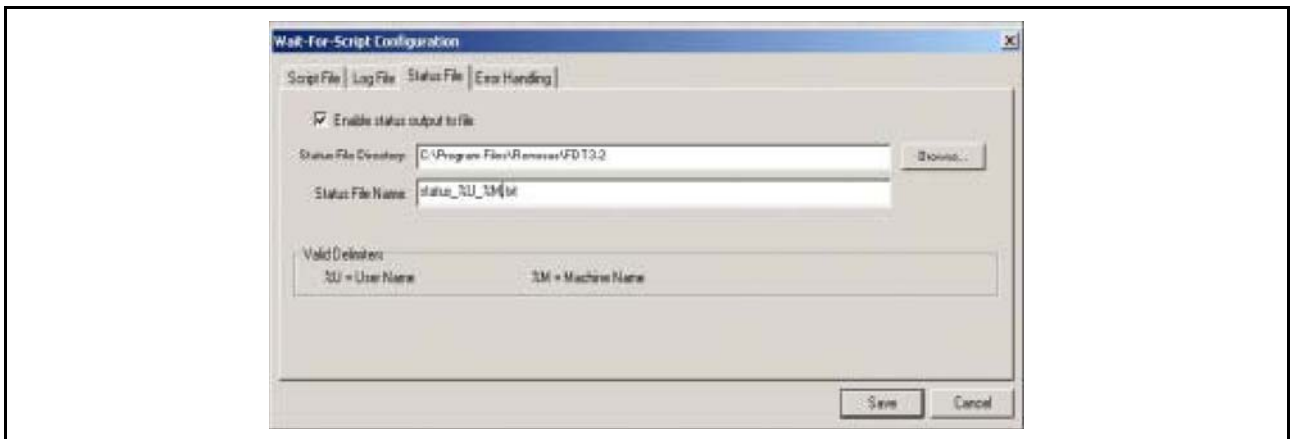 Wait-For-Script Configuration
Script File Log File Status File Error Handling
Enable status output to file
Status File Directory: C:\Program Files\Renesas\FDT3.2 Browse...
Status File Name: status_%U_%M.txt
Valid Delimiters
%U = User Name %M = Machine Name
Save Cancel